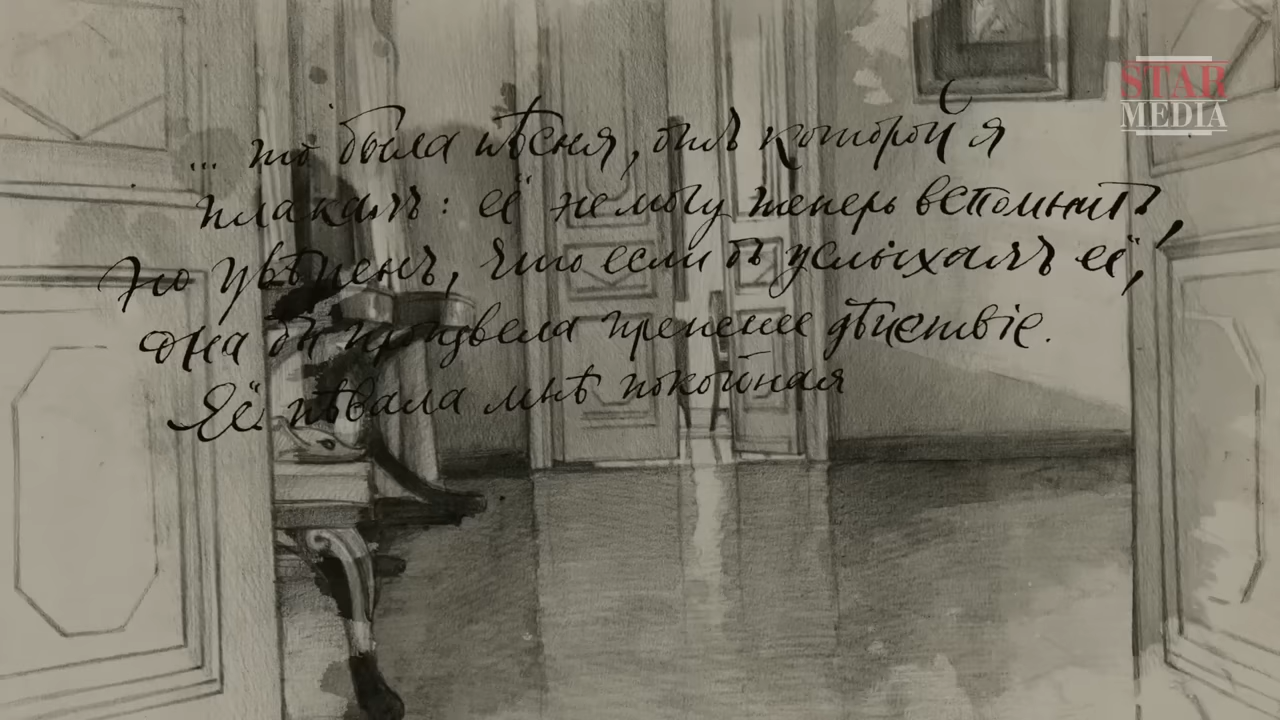 ... то была пѣсня, отъ которой я
плакалъ: её не могу теперь вспомнить,
но увѣренъ, что если бъ услыхалъ её,
она бы произвела прежнее дѣйствіе.
Её пѣвала мнѣ покойная
STAR
MEDIA